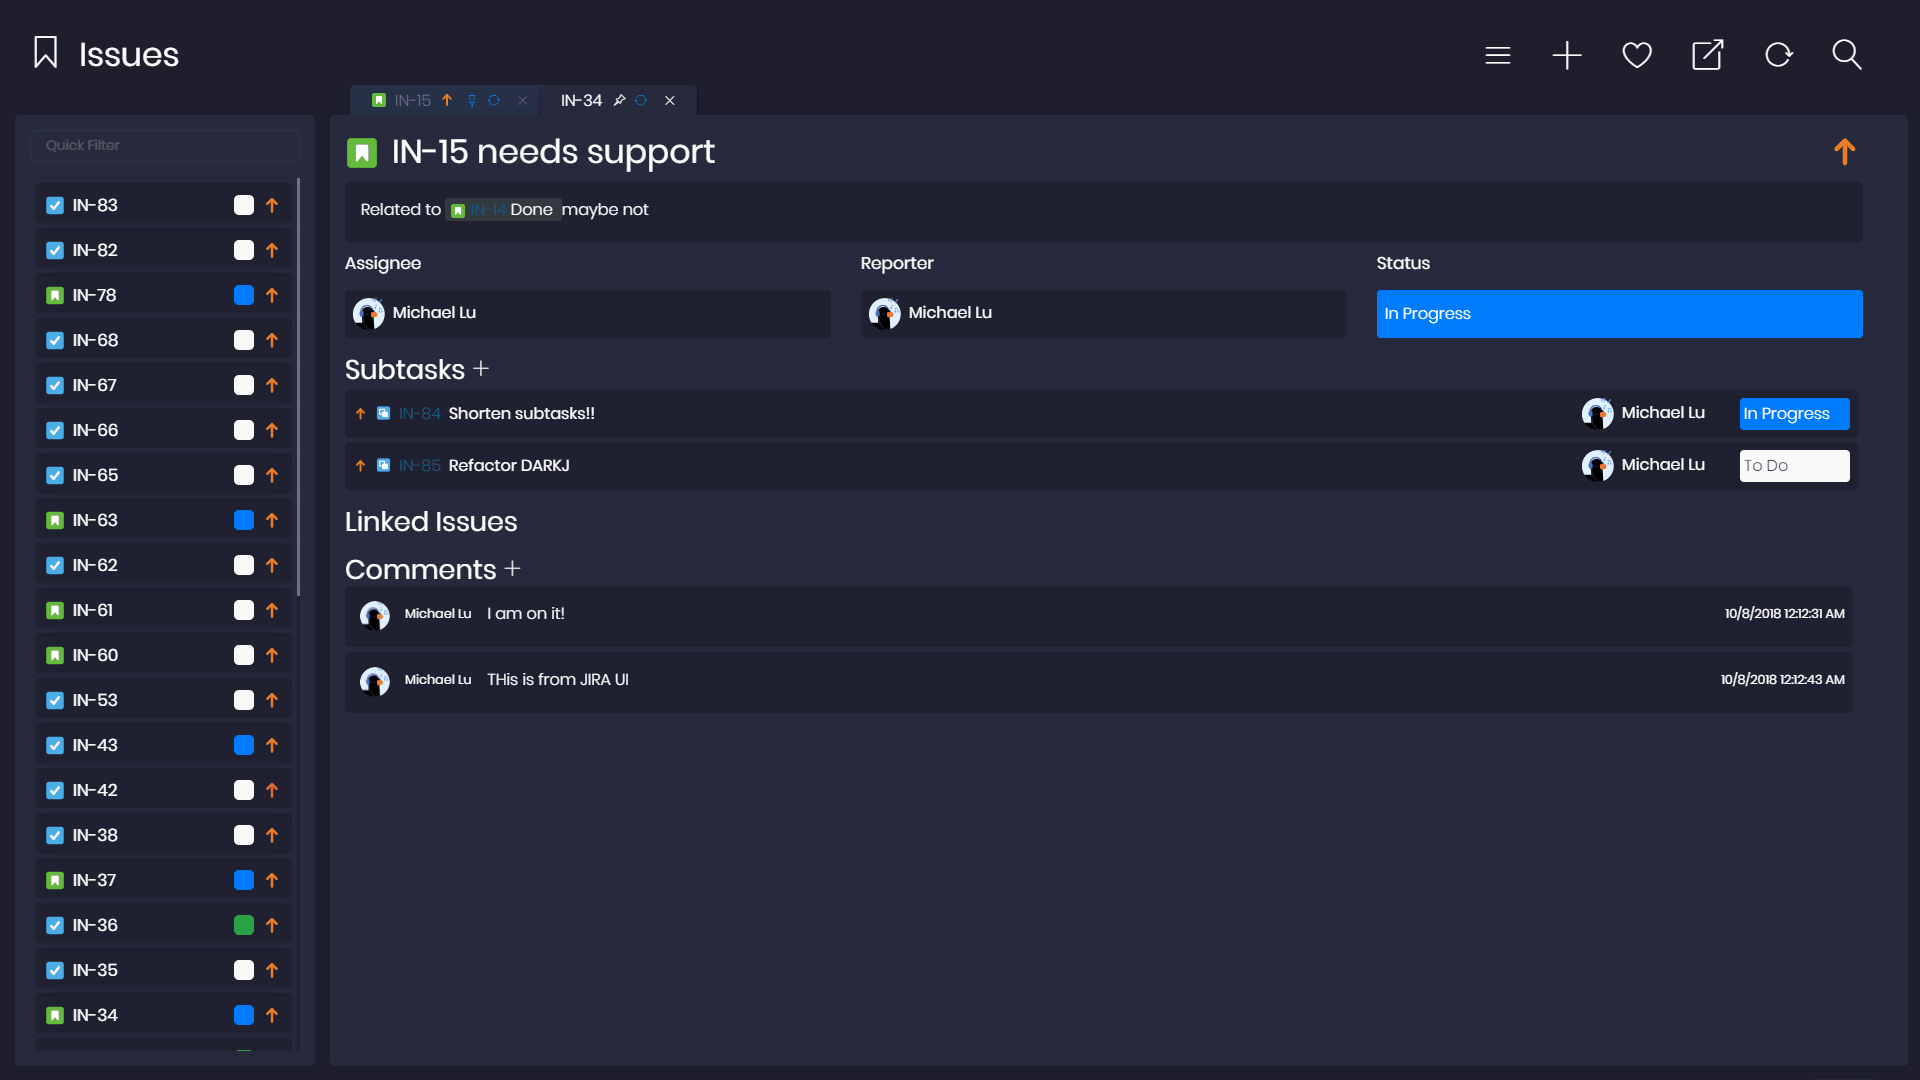 Issues
IN-15
IN-34
Quick Filter
IN-83
IN-82
IN-78
IN-68
IN-67
IN-66
IN-65
IN-63
IN-62
IN-61
IN-60
IN-53
IN-43
IN-42
IN-38
IN-37
IN-36
IN-35
IN-34
IN-15 needs support
Related to IN-14 Done maybe not
Assignee Reporter Status
Michael Lu Michael Lu In Progress
Subtasks
IN-84 Shorten subtasks!! Michael Lu In Progress
IN-85 Refactor DARKJ Michael Lu To Do
Linked Issues
Comments
Michael Lu I am on it! 10/8/2018 12:12:31 AM
Michael Lu THis is from JIRA UI 10/8/2018 12:12:43 AM